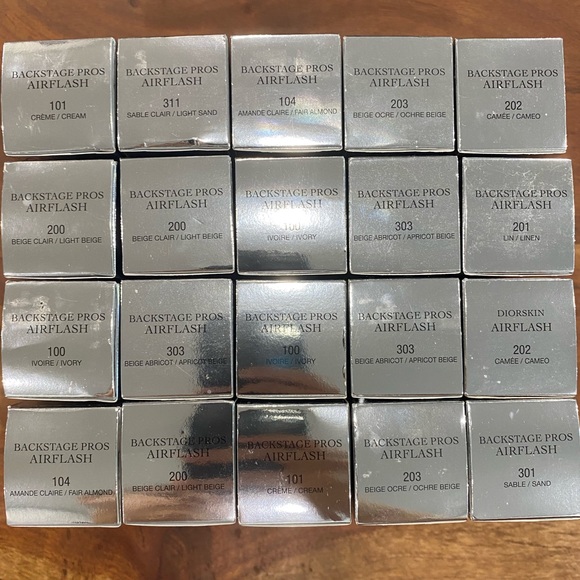 BACKSTAGE PROS
AIRFLASH
101
CRÈME / CREAM
BACKSTAGE PROS
AIRFLASH
311
SABLE CLAIR / LIGHT SAND
BACKSTAGE PROS
AIRFLASH
104
AMANDE CLAIRE / FAIR ALMOND
BACKSTAGE PROS
AIRFLASH
203
BEIGE OCRE / OCHRE BEIGE
BACKSTAGE PROS
AIRFLASH
202
CAMÉE / CAMEO
BACKSTAGE PROS
AIRFLASH
200
BEIGE CLAIR / LIGHT BEIGE
BACKSTAGE PROS
AIRFLASH
200
BEIGE CLAIR / LIGHT BEIGE
BACKSTAGE PROS
AIRFLASH
100
IVOIRE / IVORY
BACKSTAGE PROS
AIRFLASH
303
BEIGE ABRICOT / APRICOT BEIGE
BACKSTAGE PROS
AIRFLASH
201
LIN / LINEN
BACKSTAGE PROS
AIRFLASH
100
IVOIRE / IVORY
BACKSTAGE PROS
AIRFLASH
303
BEIGE ABRICOT / APRICOT BEIGE
BACKSTAGE PROS
AIRFLASH
100
IVOIRE / IVORY
BACKSTAGE PROS
AIRFLASH
303
BEIGE ABRICOT / APRICOT BEIGE
DIORSKIN
AIRFLASH
202
CAMÉE / CAMEO
BACKSTAGE PROS
AIRFLASH
104
AMANDE CLAIRE / FAIR ALMOND
BACKSTAGE PROS
AIRFLASH
200
BEIGE CLAIR / LIGHT BEIGE
BACKSTAGE PROS
AIRFLASH
101
CRÈME / CREAM
BACKSTAGE PROS
AIRFLASH
203
BEIGE OCRE / OCHRE BEIGE
BACKSTAGE PROS
AIRFLASH
301
SABLE / SAND